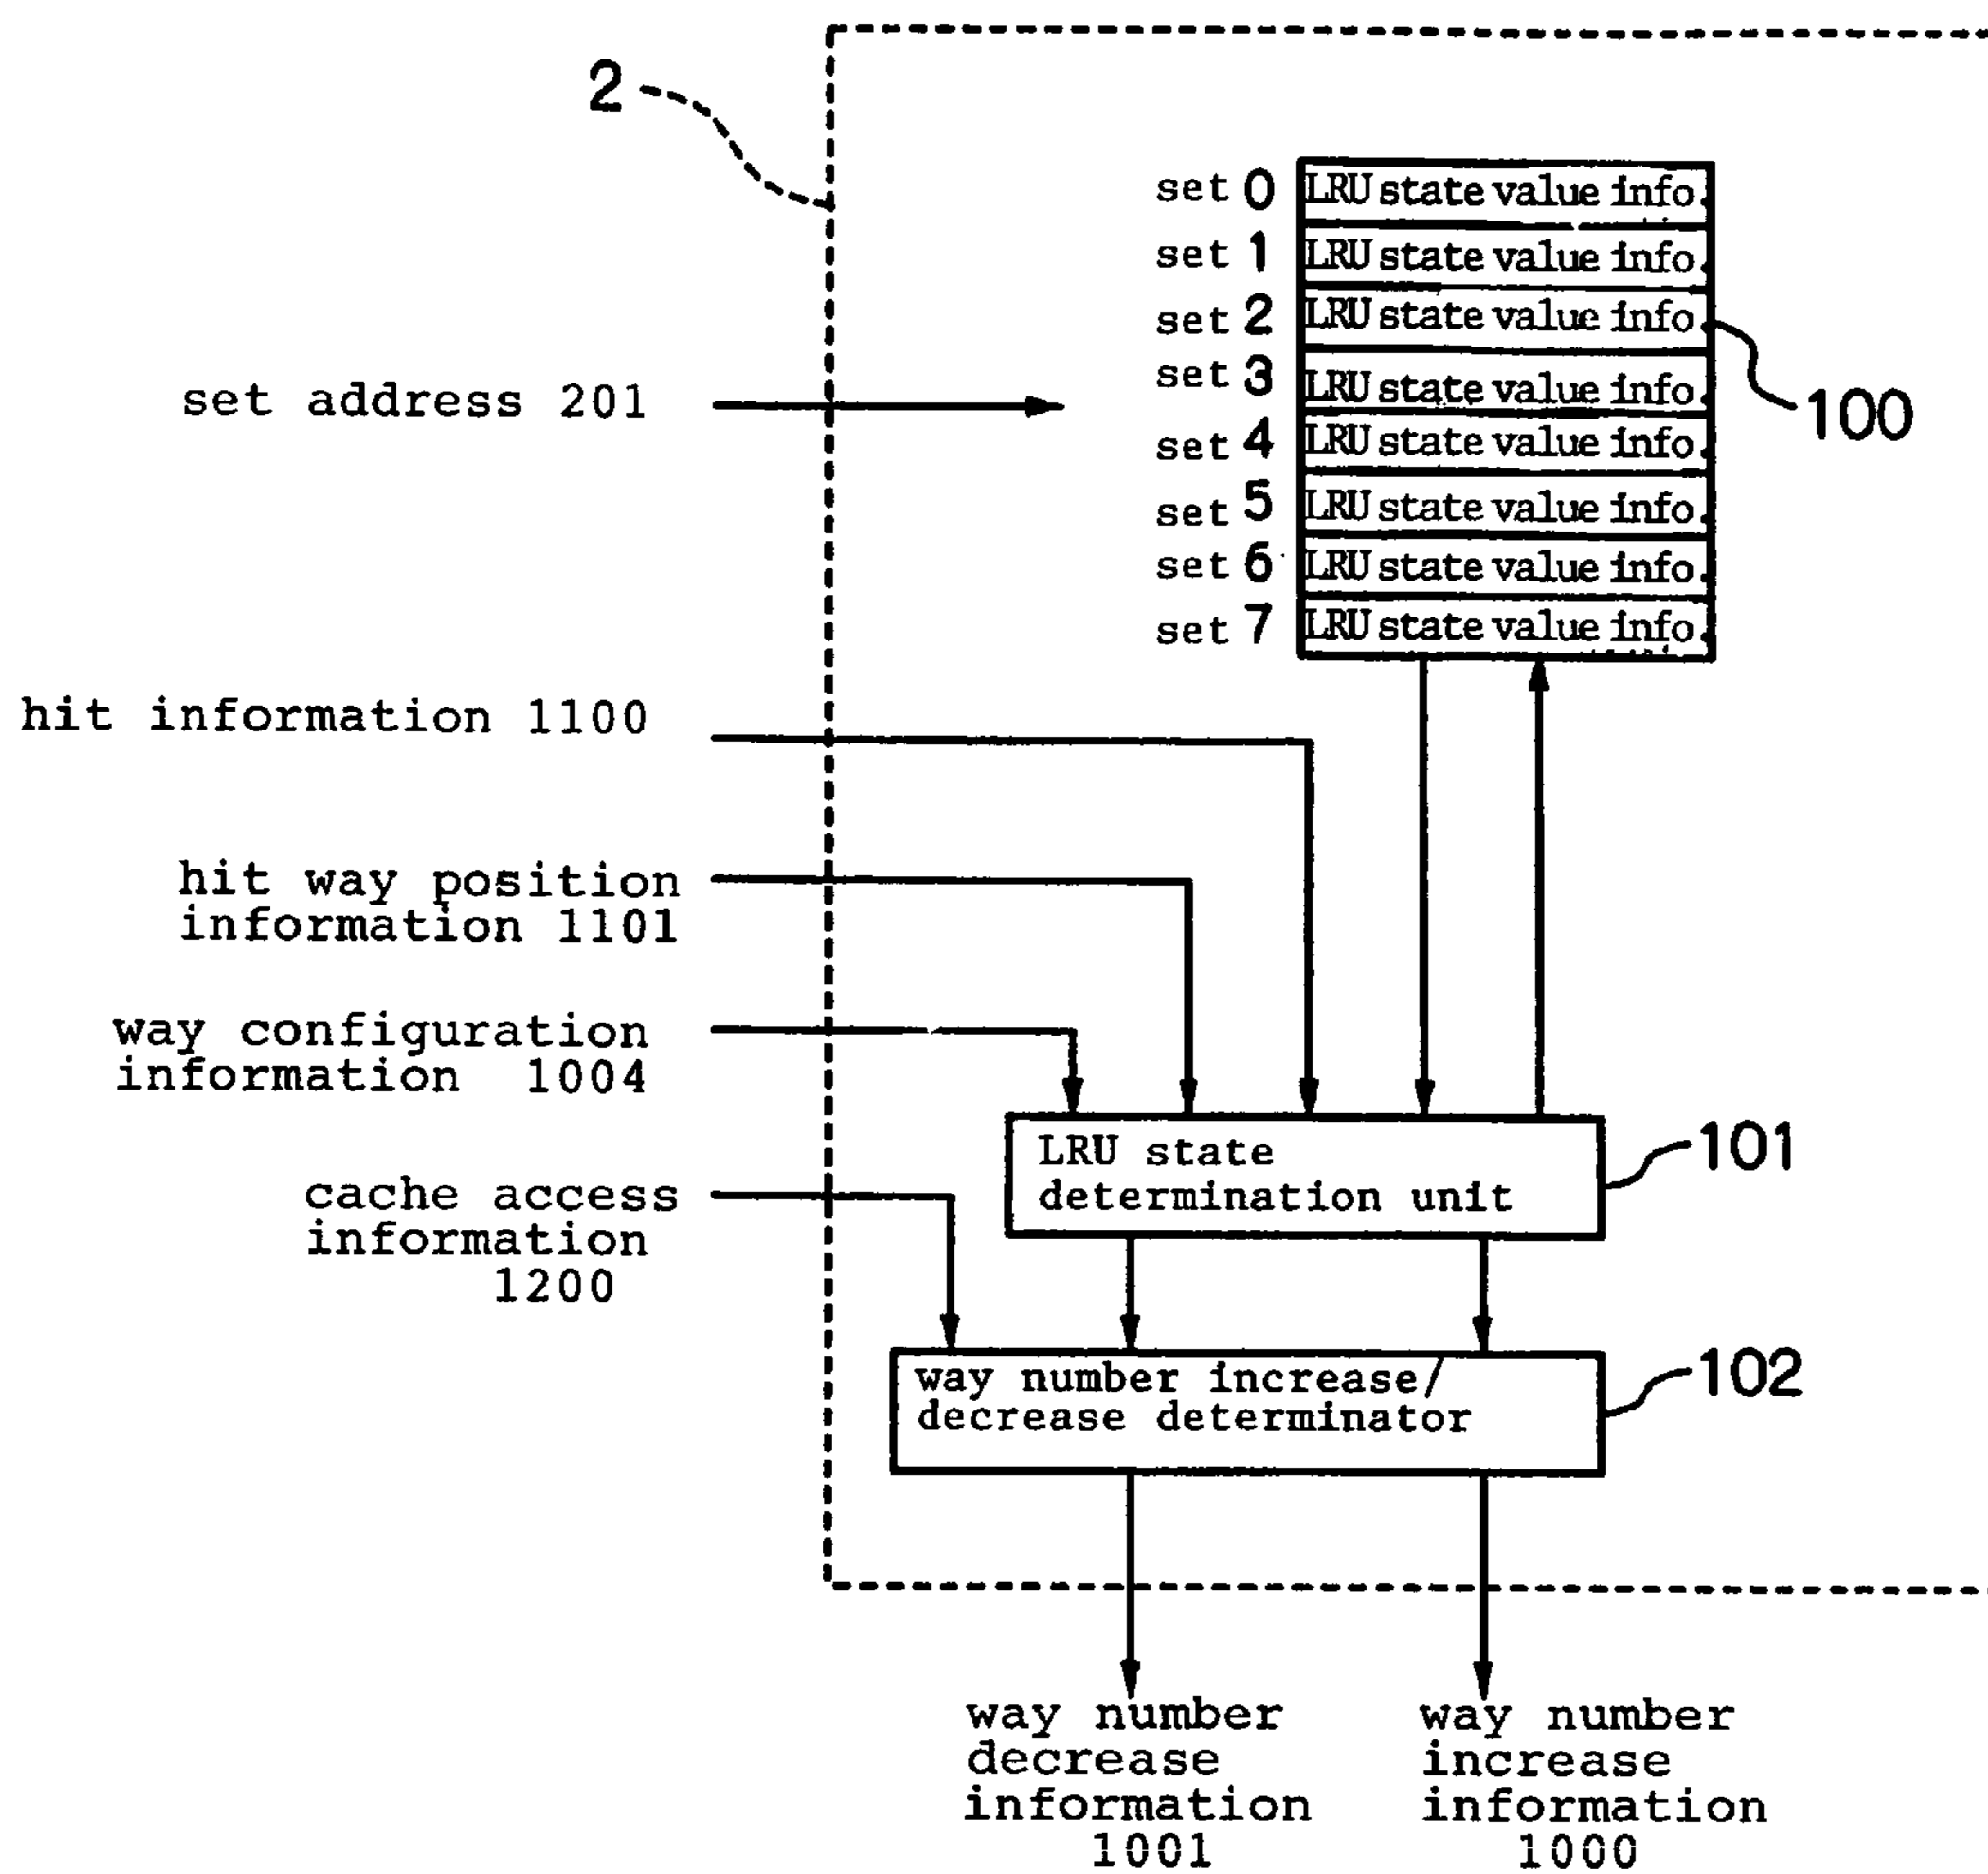 2
set 0 LRU state value info.
set 1 LRU state value info.
set 2 LRU state value info.
set 3 LRU state value info.
set 4 LRU state value info.
set 5 LRU state value info.
set 6 LRU state value info.
set 7 LRU state value info.
100
set address 201
hit information 1100
hit way position
information 1101
way configuration
information 1004
cache access
information
1200
LRU state
determination unit
101
way number increase/
decrease determinator
102
way number
decrease
information
1001
way number
increase
information
1000